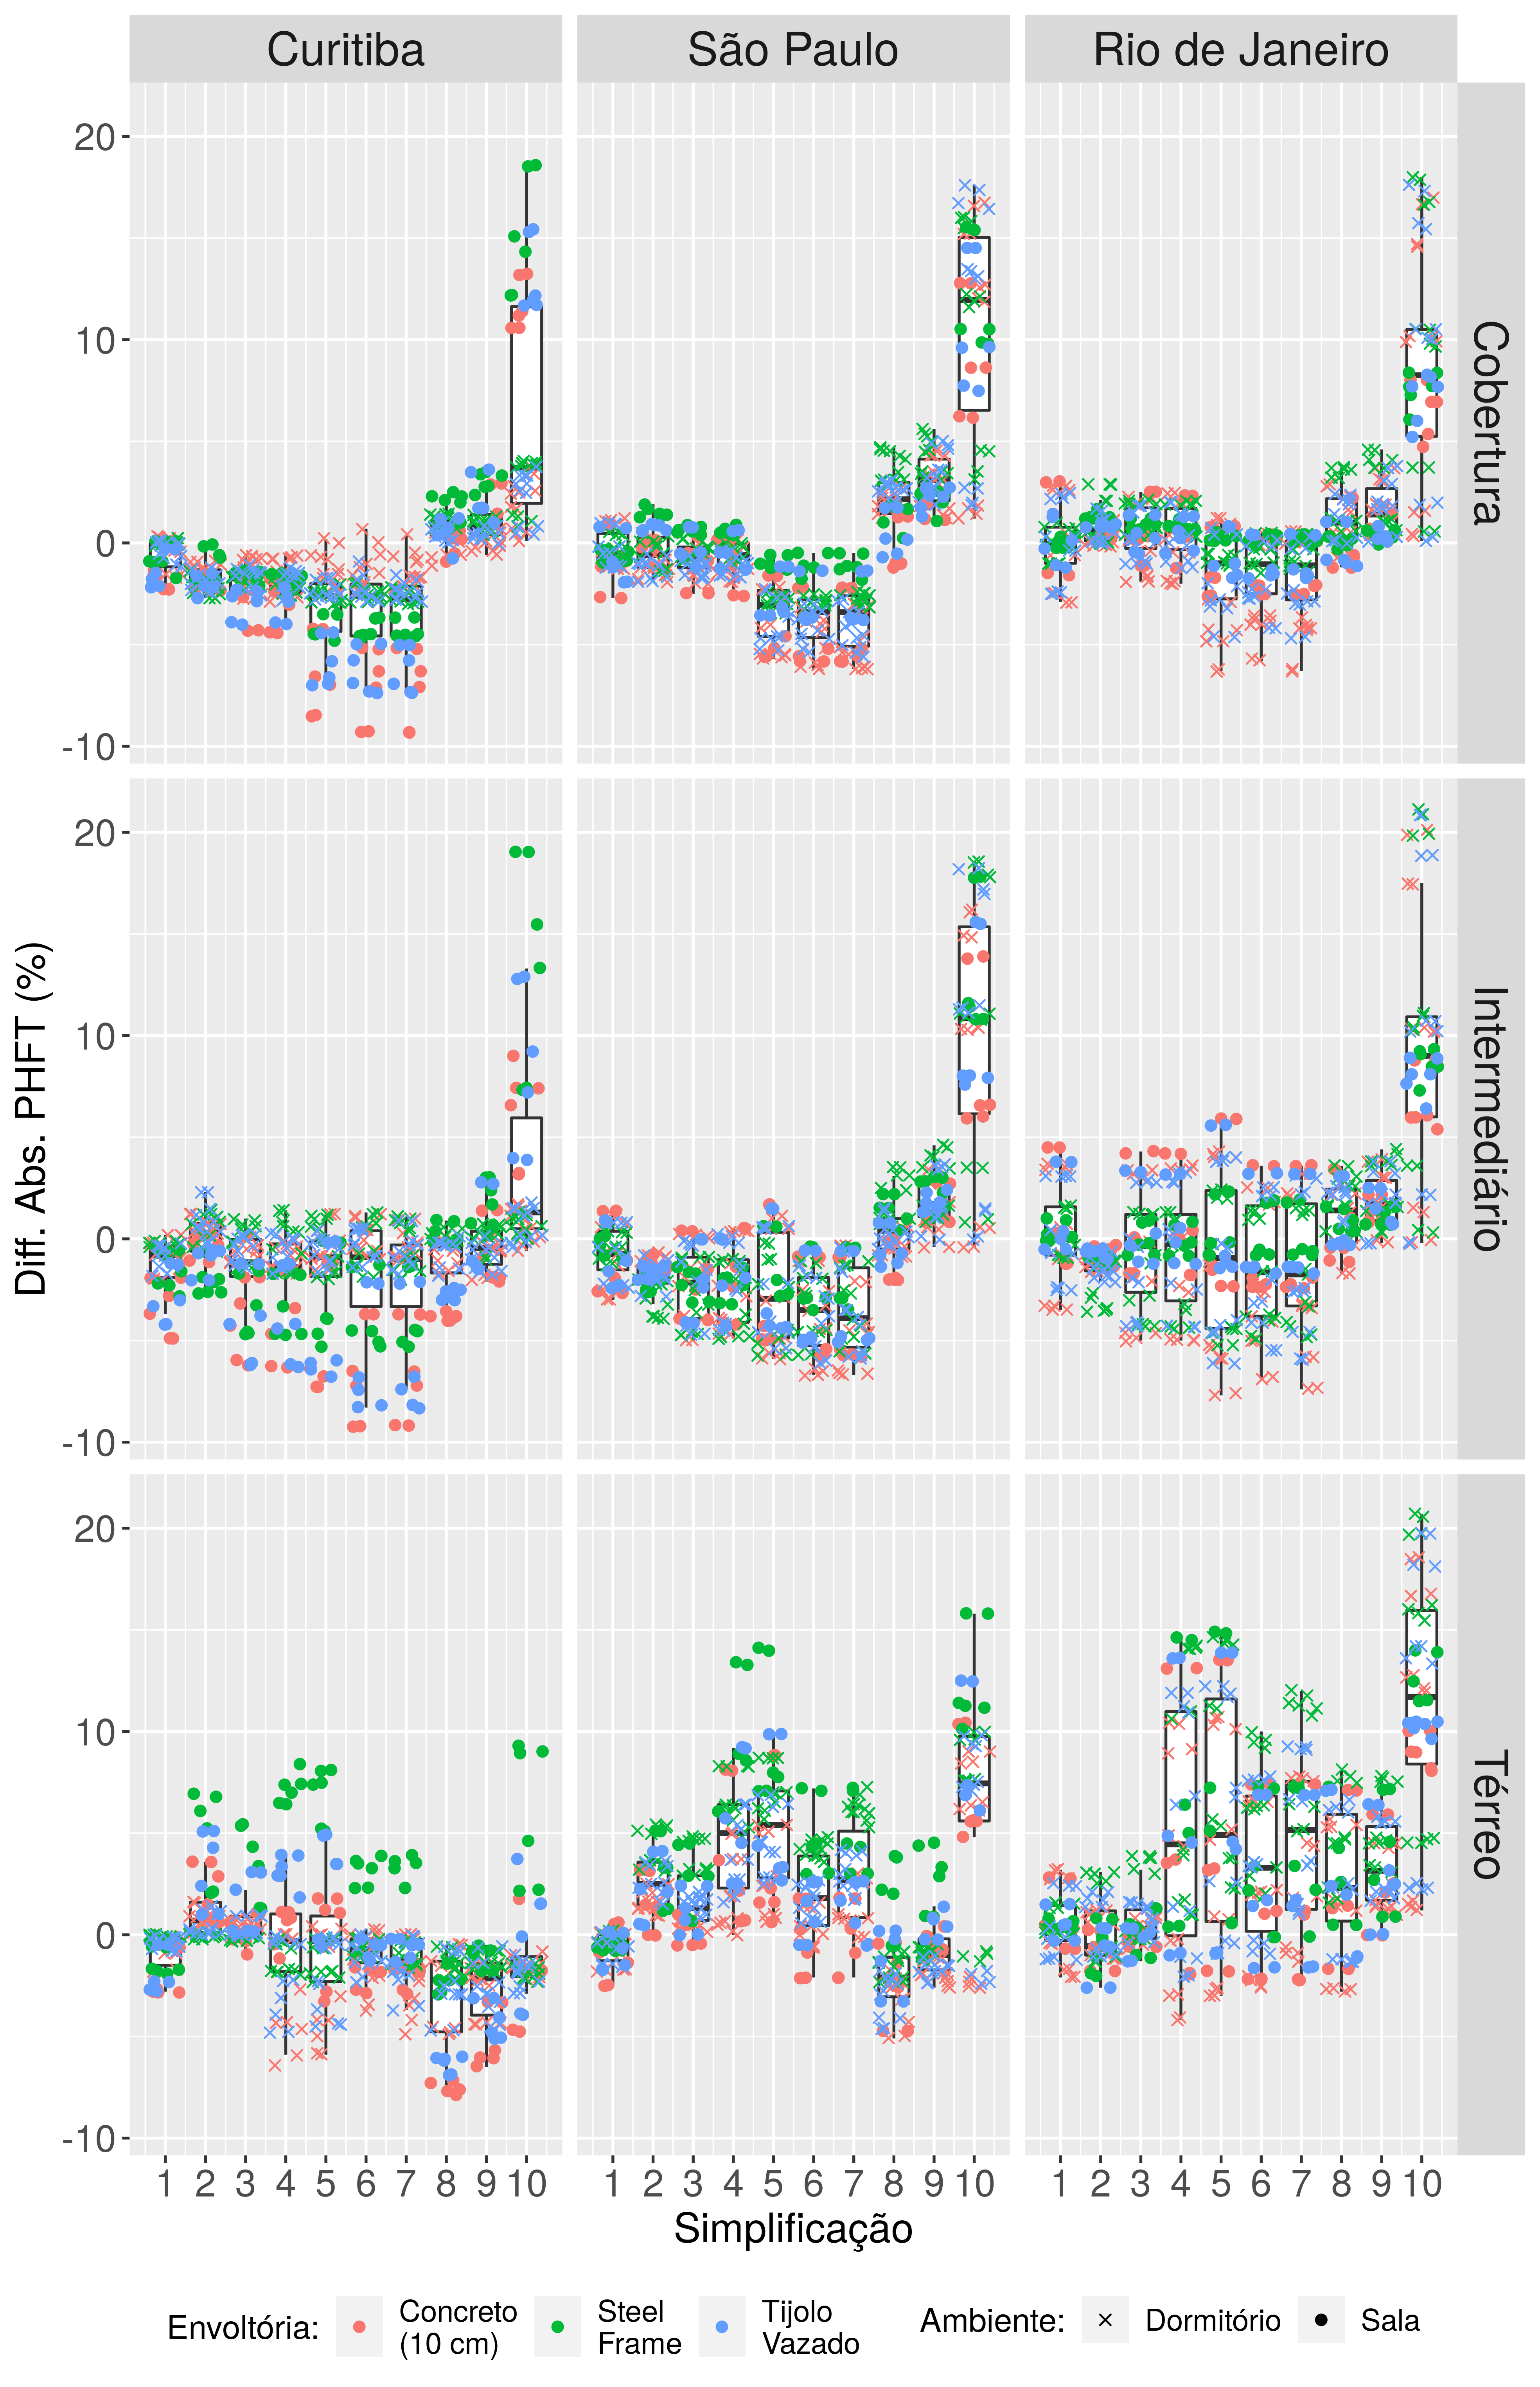 Curitiba
São Paulo
Rio de Janeiro
20
10
0
-10
Cobertura
20
10
0
-10
Intermediário
Diff. Abs. PHFT (%)
20
10
0
-10
Térreo
1 2 3 4 5 6 7 8 9 10
1 2 3 4 5 6 7 8 9 10
1 2 3 4 5 6 7 8 9 10
Simplificação
Envoltória:
Concreto
(10 cm)
Steel
Frame
Tijolo
Vazado
Ambiente:
Dormitório
Sala